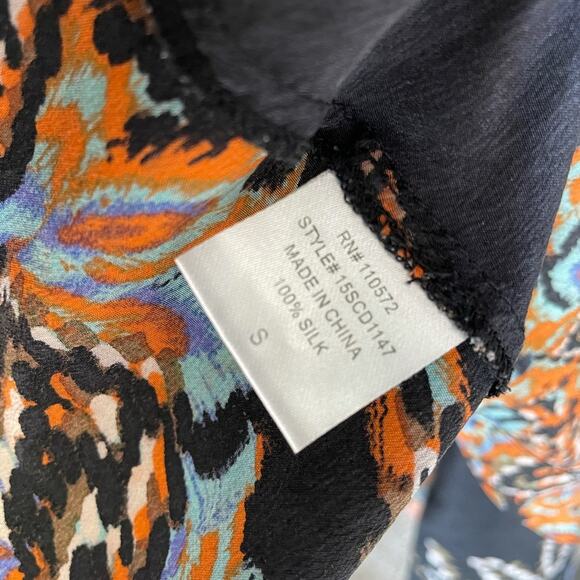 RN#110572
STYLE#15SCD1147
MADE IN CHINA
100% SILK
S